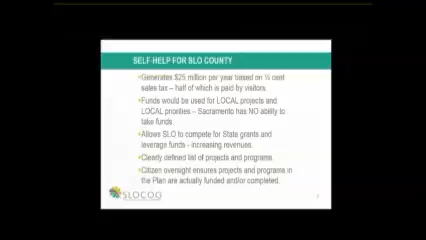 SELF-HELP FOR SLO COUNTY
Generates $25 million per year based on ½ cent
sales tax – half of which is paid by visitors.
Funds would be used for LOCAL projects and
LOCAL priorities – Sacramento has NO ability to
take funds.
Allows SLO to compete for State grants and
leverage funds - increasing revenues.
Clearly defined list of projects and programs.
Citizen oversight ensures projects and programs in
the Plan are actually funded and/or completed.
SLOCOG